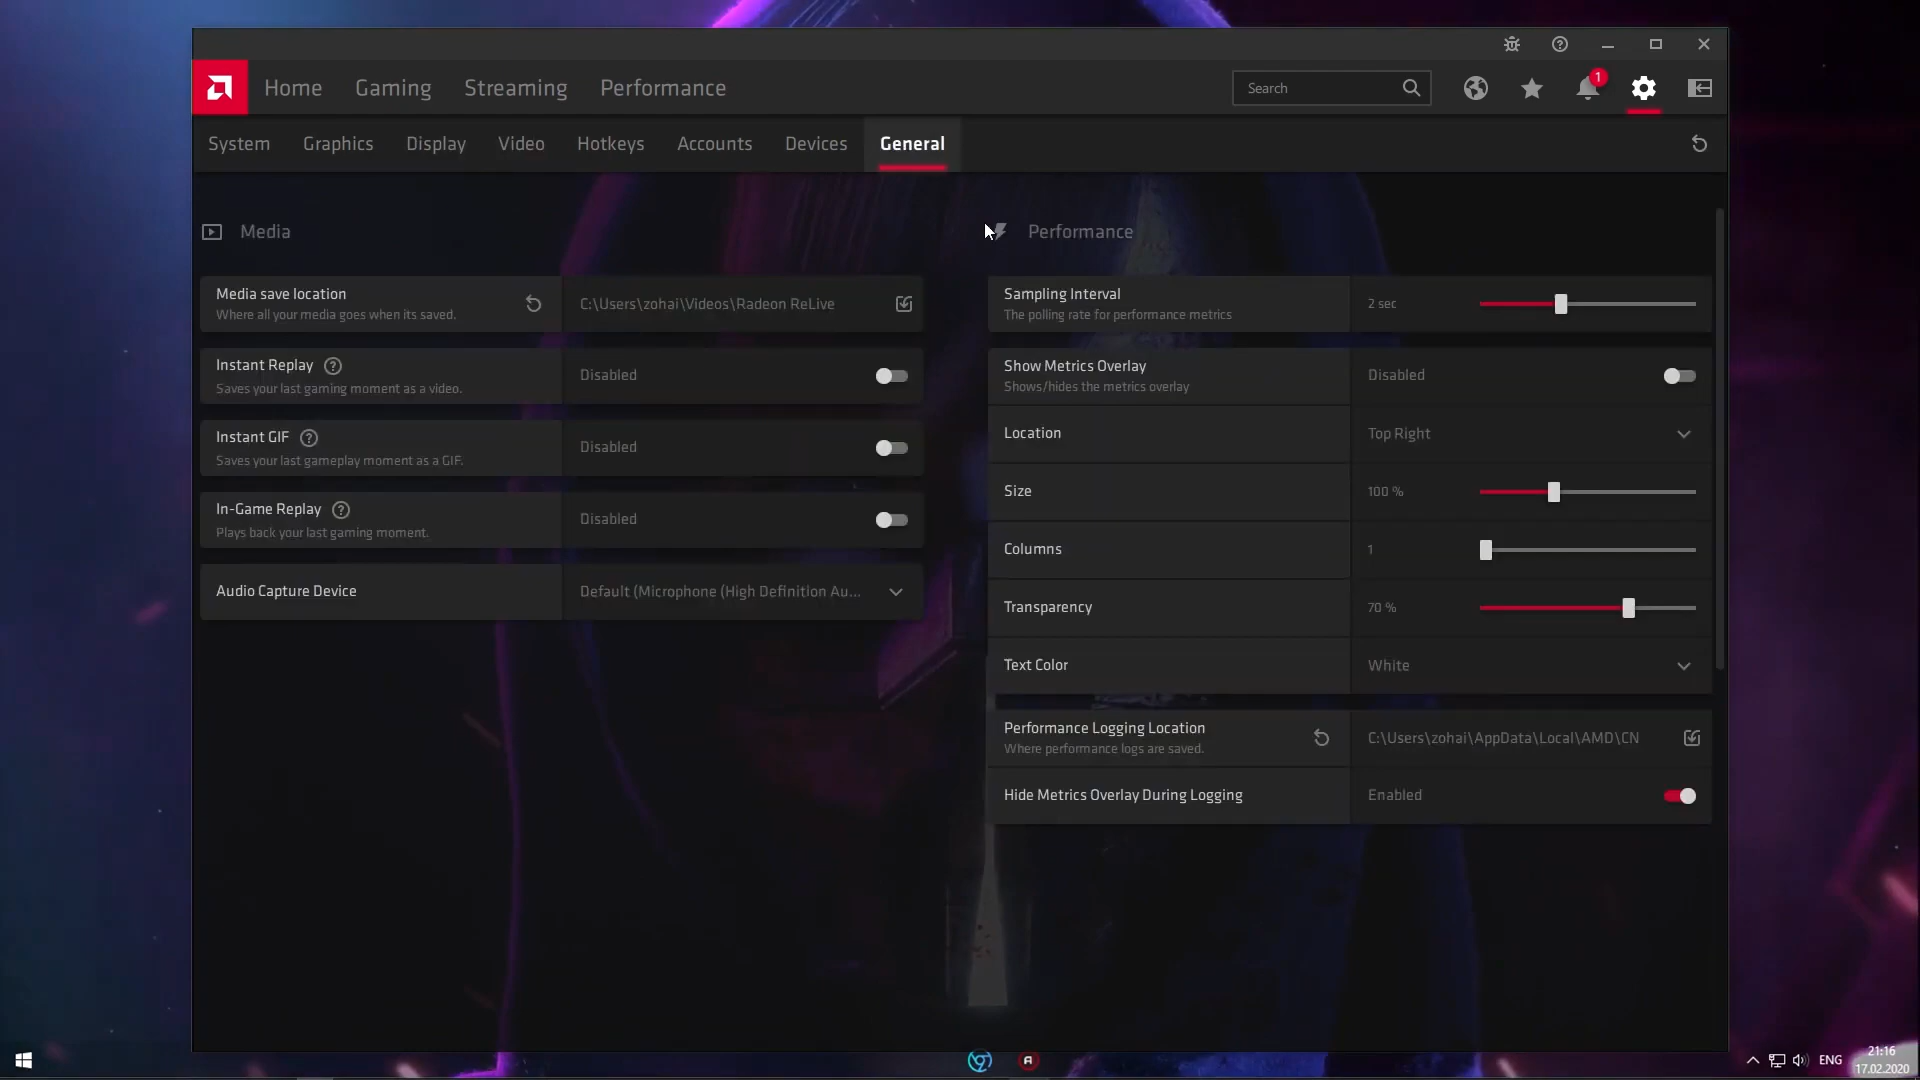 Home Gaming Streaming Performance
Search
1
System Graphics Display Video Hotkeys Accounts Devices General
Media
Media save location
Where all your media goes when its saved.
C:\Users\zohai\Videos\Radeon ReLive
Instant Replay ?
Saves your last gaming moment as a video.
Disabled
Instant GIF ?
Saves your last gameplay moment as a GIF.
Disabled
In-Game Replay ?
Plays back your last gaming moment.
Disabled
Audio Capture Device
Default (Microphone (High Definition Au...
Performance
Sampling Interval
The polling rate for performance metrics
2 sec
Show Metrics Overlay
Shows/hides the metrics overlay
Disabled
Location
Top Right
Size
100 %
Columns
1
Transparency
70 %
Text Color
White
Performance Logging Location
Where performance logs are saved.
C:\Users\zohai\AppData\Local\AMD\CN
Hide Metrics Overlay During Logging
Enabled
ENG
21:16
17.02.2020